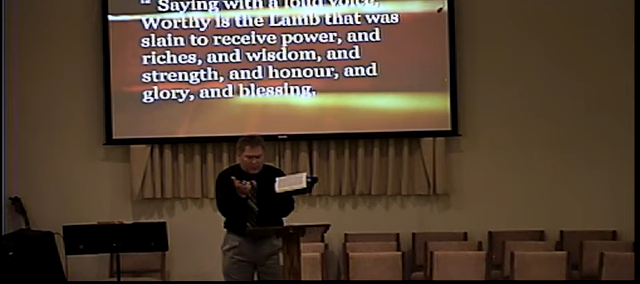 12 Saying with a loud voice,
Worthy is the Lamb that was
slain to receive power, and
riches, and wisdom, and
strength, and honour, and
glory, and blessing.